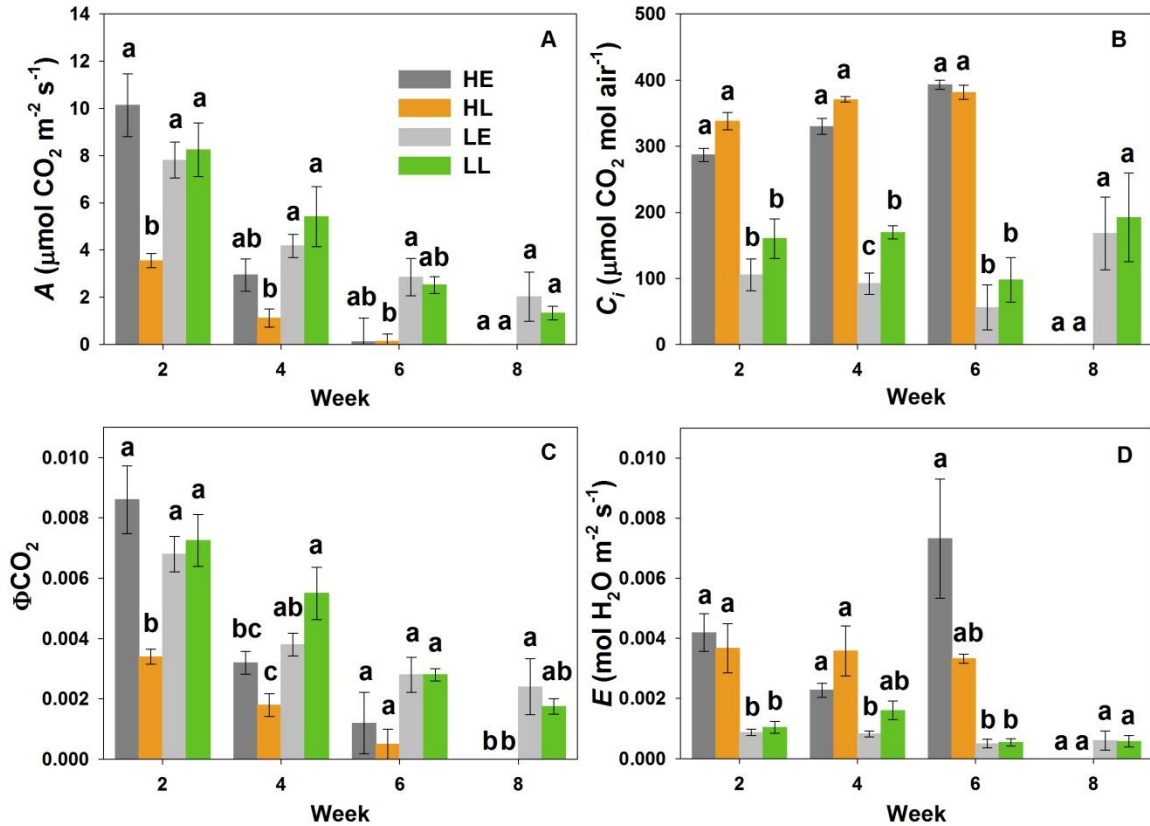 A
A (μmol CO₂ m⁻² s⁻¹)
14
12
10
8
6
4
2
0
a
b
a
a
ab
b
a
a
ab
b
a
ab
a
a
a
a
HE
HL
LE
LL
2 4 6 8
Week
B
Cᵢ (μmol CO₂ mol air⁻¹)
500
400
300
200
100
0
a
a
b
b
a
a
c
b
a
a
b
b
a
a
a
a
2 4 6 8
Week
C
ΦCO₂
0.010
0.008
0.006
0.004
0.002
0.000
a
b
a
a
bc
c
ab
a
a
a
a
a
b
b
a
ab
2 4 6 8
Week
D
E (mol H₂O m⁻² s⁻¹)
0.010
0.008
0.006
0.004
0.002
0.000
a
a
b
b
a
a
b
ab
a
ab
b
b
a
a
a
a
2 4 6 8
Week